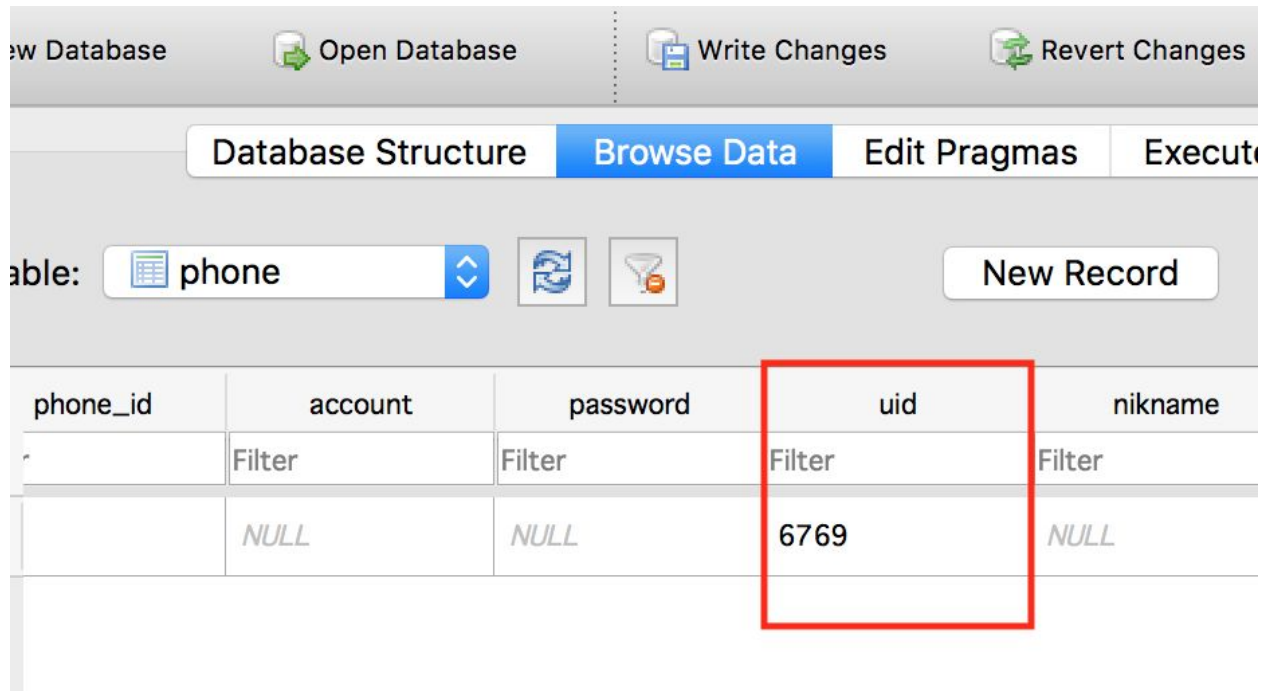 ew Database Open Database Write Changes Revert Changes
Database Structure Browse Data Edit Pragmas Execute
able: phone New Record
phone_id account password uid nikname
r Filter Filter Filter Filter
NULL NULL 6769 NULL